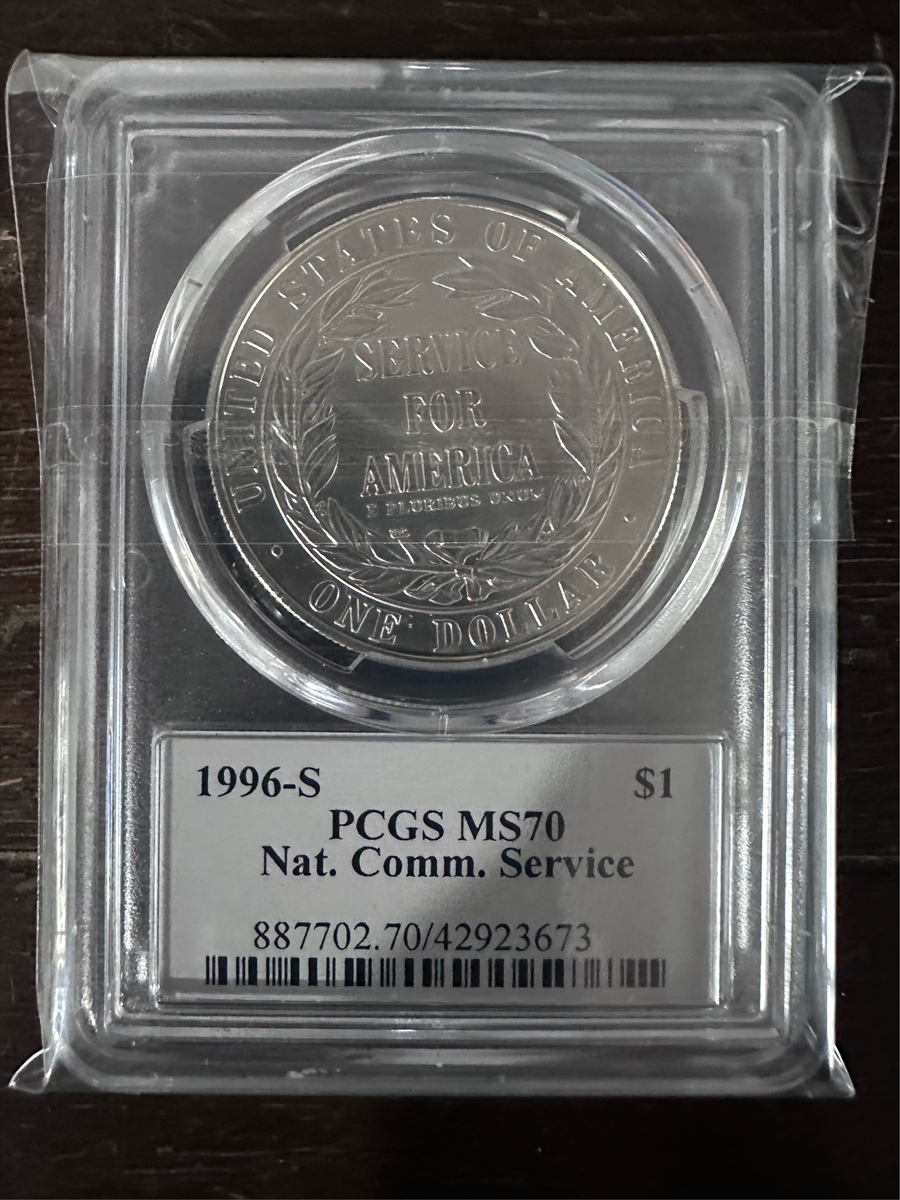 UNITED STATES OF AMERICA
SERVICE
FOR
AMERICA
E PLURIBUS UNUM
ONE DOLLAR
1996-S $1
PCGS MS70
Nat. Comm. Service
887702.70/42923673